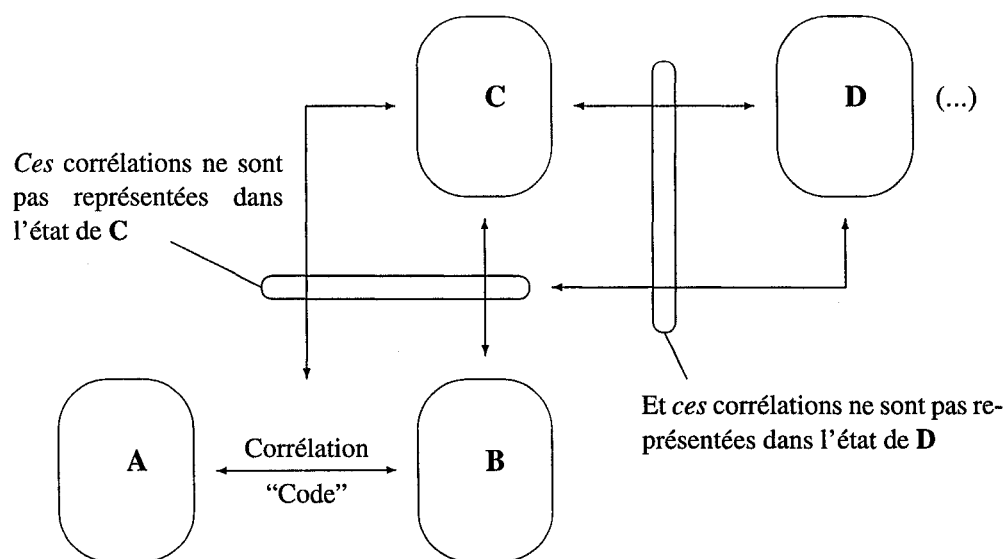 C
D
(...)
Ces corrélations ne sont
pas représentées dans
l'état de C
Et ces corrélations ne sont pas re-
présentées dans l'état de D
A
Corrélation
"Code"
B